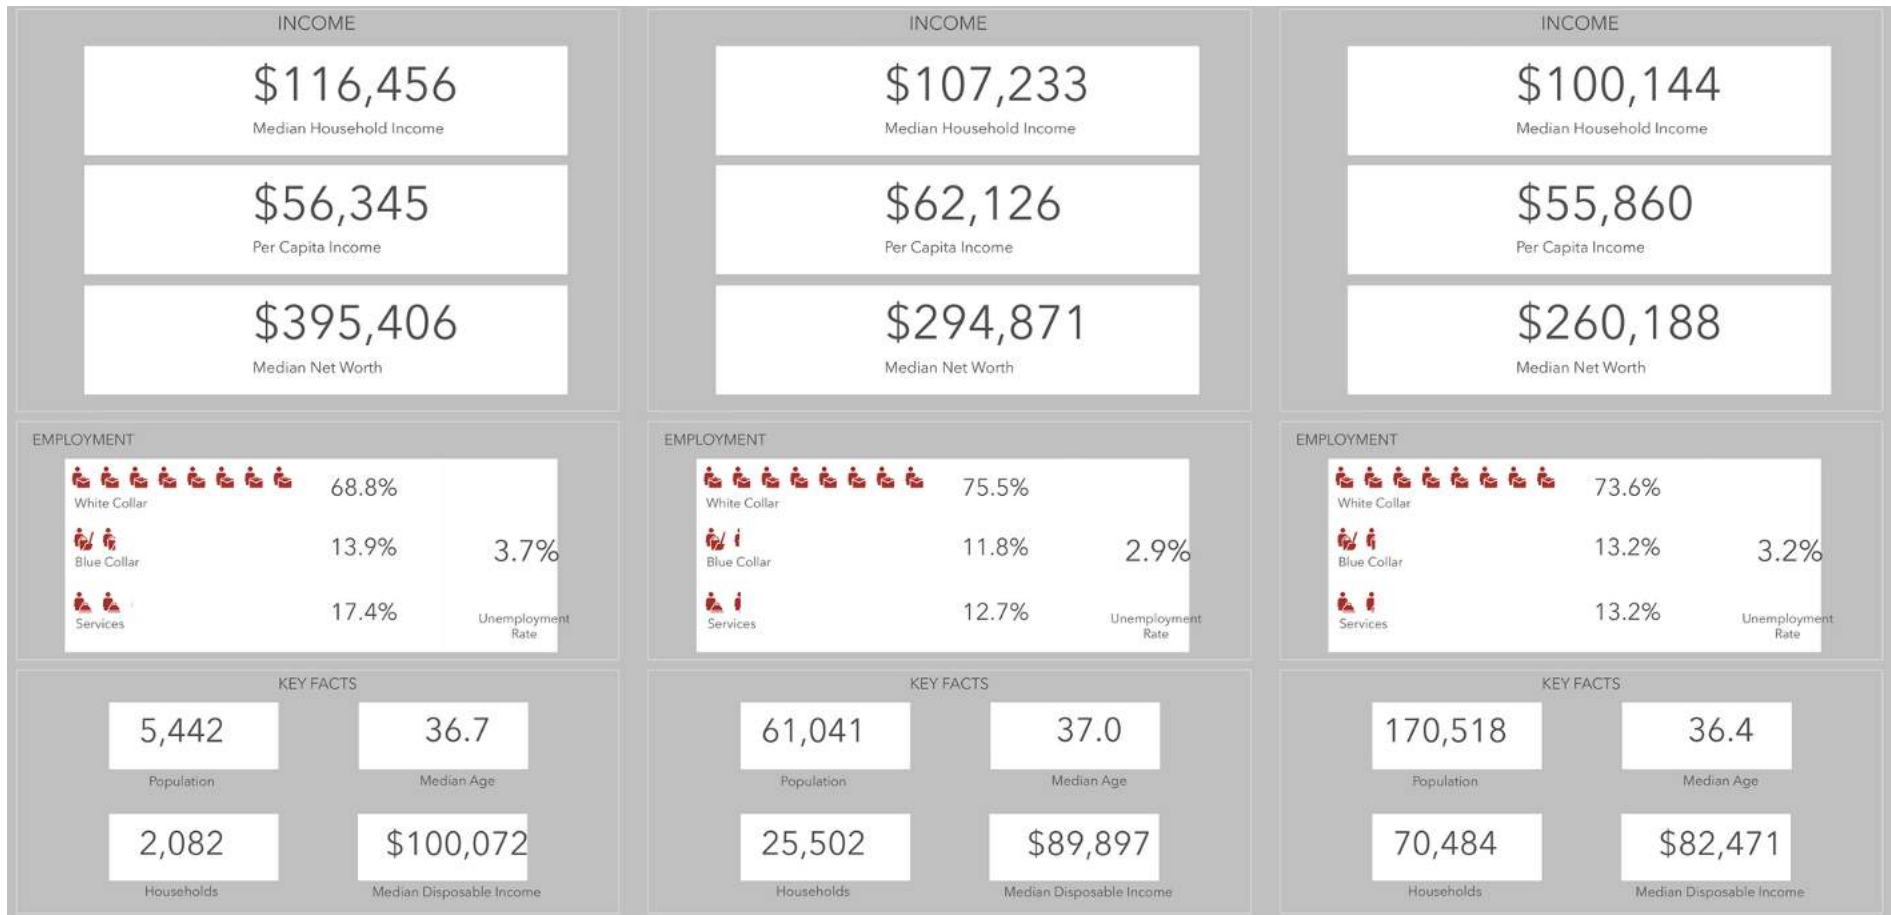 INCOME
$116,456
Median Household Income
$56,345
Per Capita Income
$395,406
Median Net Worth
EMPLOYMENT
White Collar
68.8%
Blue Collar
13.9%
Services
17.4%
3.7%
Unemployment
Rate
KEY FACTS
5,442
Population
36.7
Median Age
2,082
Households
$100,072
Median Disposable Income
INCOME
$107,233
Median Household Income
$62,126
Per Capita Income
$294,871
Median Net Worth
EMPLOYMENT
White Collar
75.5%
Blue Collar
11.8%
Services
12.7%
2.9%
Unemployment
Rate
KEY FACTS
61,041
Population
37.0
Median Age
25,502
Households
$89,897
Median Disposable Income
INCOME
$100,144
Median Household Income
$55,860
Per Capita Income
$260,188
Median Net Worth
EMPLOYMENT
White Collar
73.6%
Blue Collar
13.2%
Services
13.2%
3.2%
Unemployment
Rate
KEY FACTS
170,518
Population
36.4
Median Age
70,484
Households
$82,471
Median Disposable Income